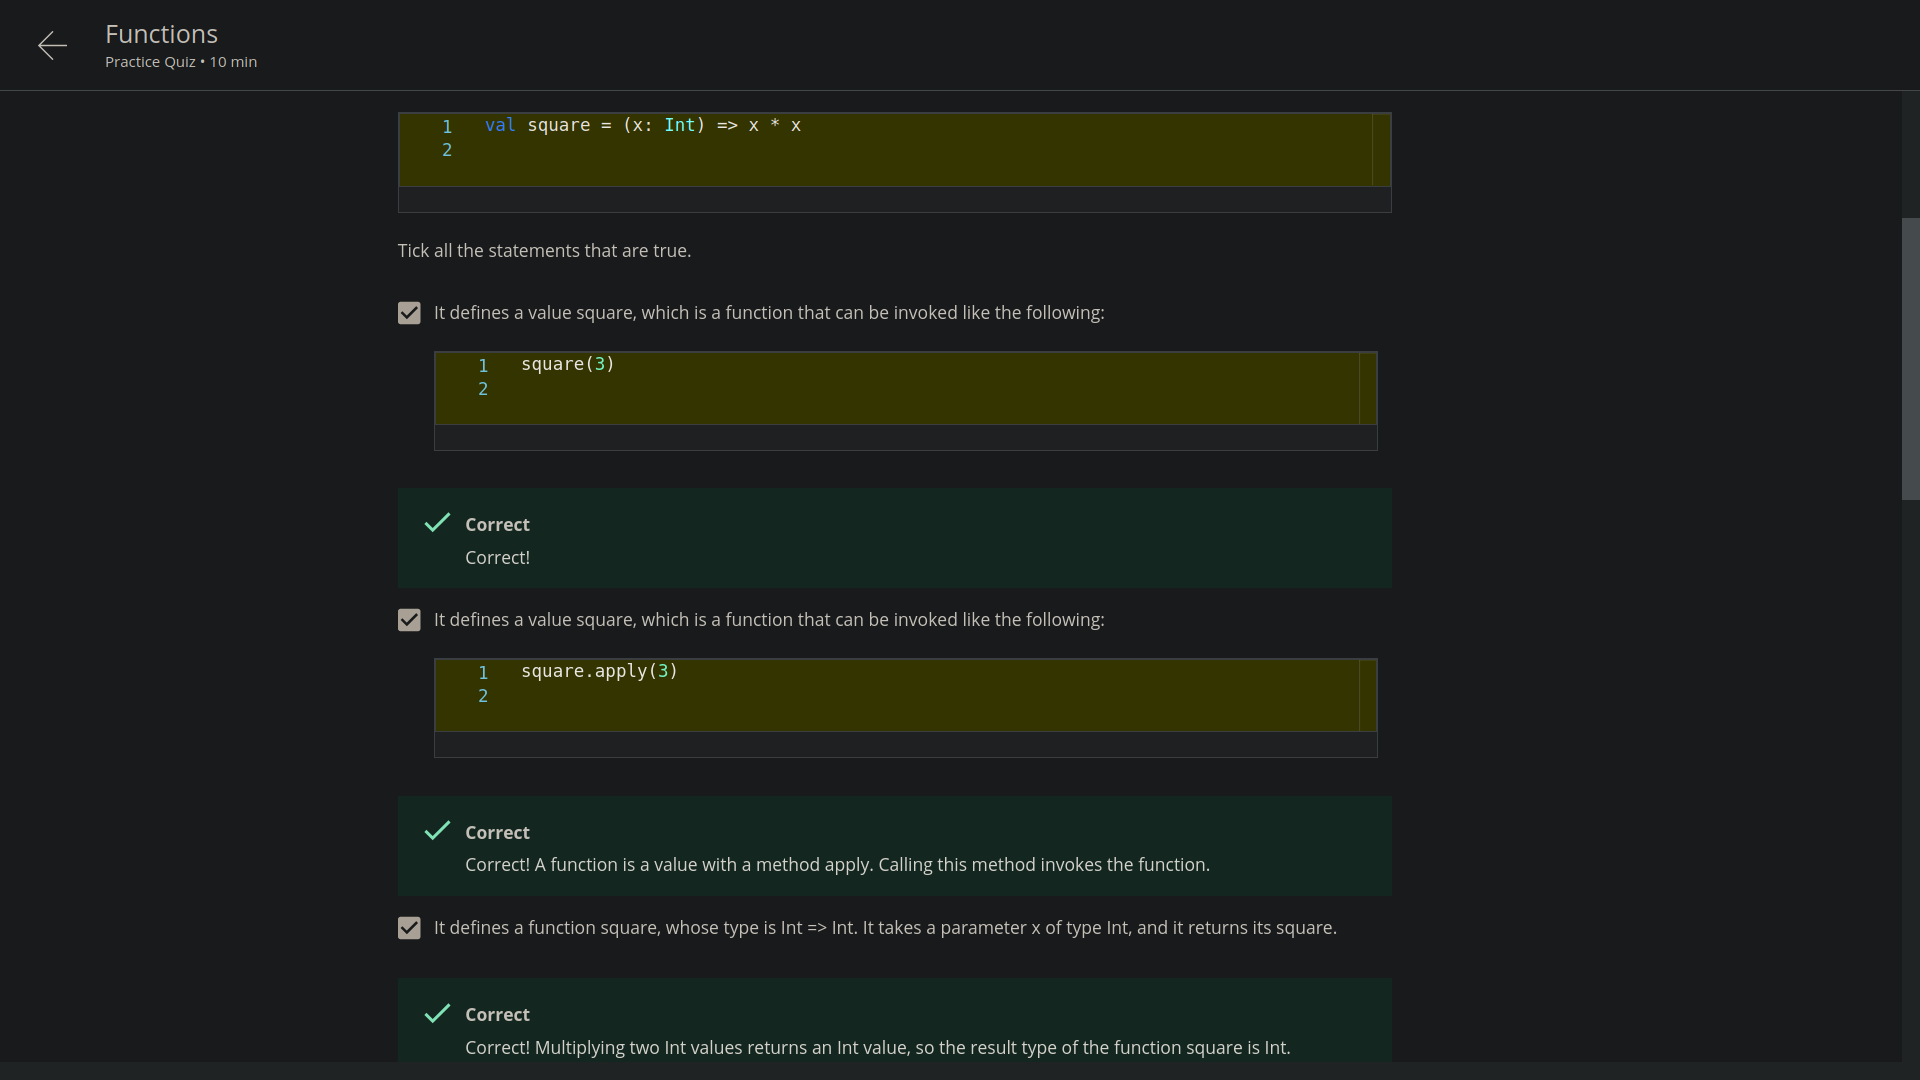 Functions
Practice Quiz • 10 min
1 val square = (x: Int) => x * x
2
Tick all the statements that are true.
It defines a value square, which is a function that can be invoked like the following:
1 square(3)
2
Correct
Correct!
It defines a value square, which is a function that can be invoked like the following:
1 square.apply(3)
2
Correct
Correct! A function is a value with a method apply. Calling this method invokes the function.
It defines a function square, whose type is Int => Int. It takes a parameter x of type Int, and it returns its square.
Correct
Correct! Multiplying two Int values returns an Int value, so the result type of the function square is Int.